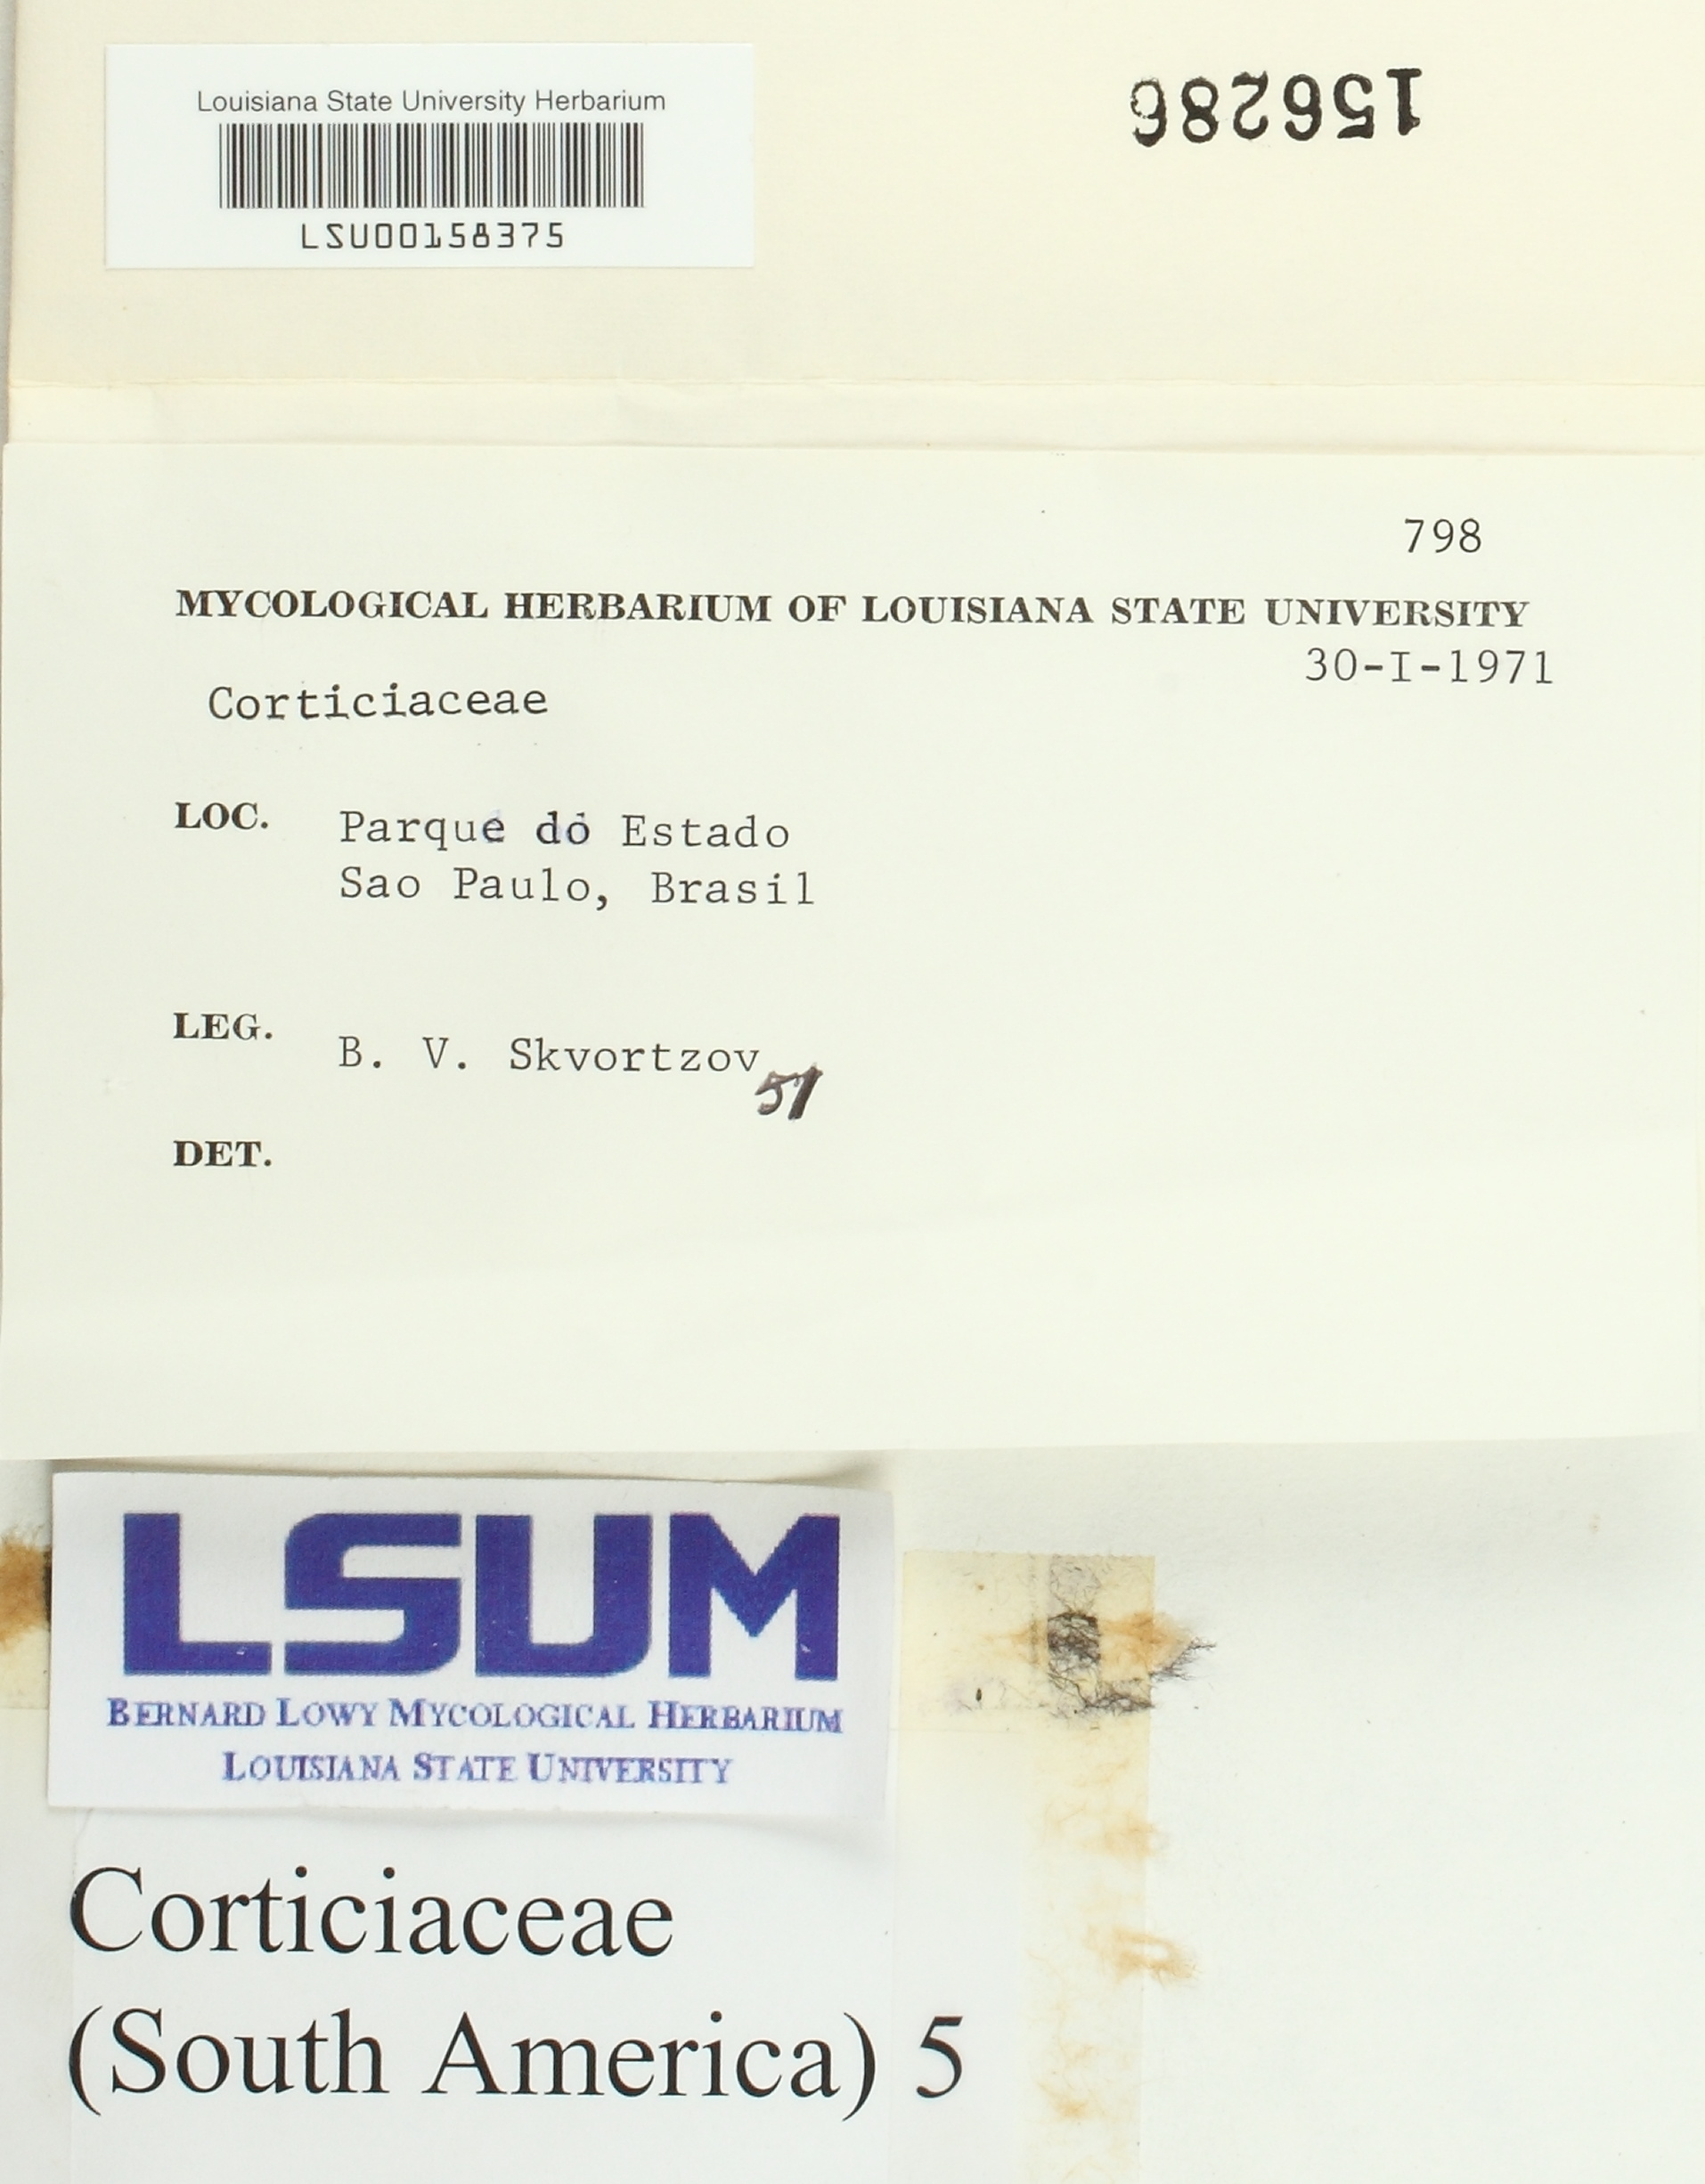 Louisiana State University Herbarium
LSU00158375
156286
798
MYCOLOGICAL HERBARIUM OF LOUISIANA STATE UNIVERSITY
30-I-1971
Corticiaceae
LOC. Parque do Estado
Sao Paulo, Brasil
LEG. B. V. Skvortzov
51
DET.
LSUM
BERNARD LOWY MYCOLOGICAL HERBARIUM
LOUISIANA STATE UNIVERSITY
Corticiaceae
(South America) 5